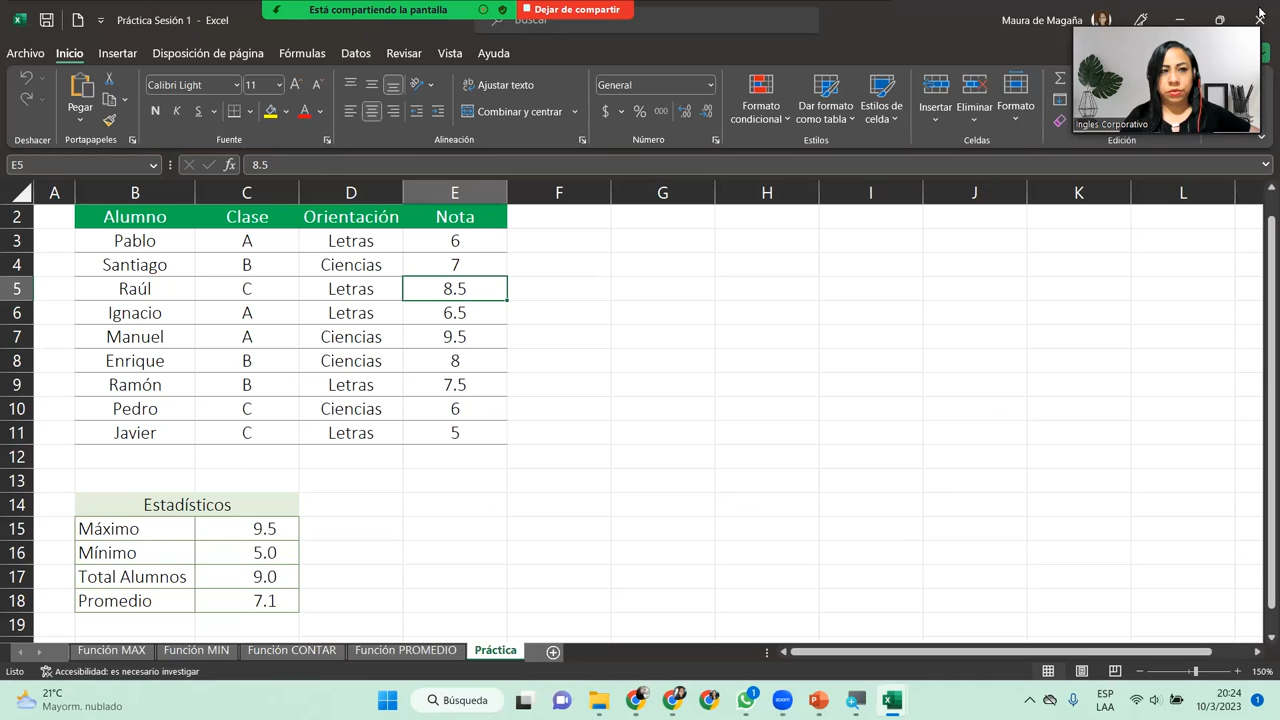 Práctica Sesión 1 - Excel
Está compartiendo la pantalla
Dejar de compartir
Buscar
Maura de Magaña
Archivo Inicio Insertar Disposición de página Fórmulas Datos Revisar Vista Ayuda
Pegar
Calibri Light 11
N K S
Ajustar texto
Combinar y centrar
General
$ % 000
Formato condicional
Dar formato como tabla
Estilos de celda
Insertar Eliminar Formato
Ingles Corporativo
Deshacer Portapapeles Fuente Alineación Número Estilos Celdas Edición
E5 fx 8.5
A B C D E F G H I J K L
2 Alumno Clase Orientación Nota
3 Pablo A Letras 6
4 Santiago B Ciencias 7
5 Raúl C Letras 8.5
6 Ignacio A Letras 6.5
7 Manuel A Ciencias 9.5
8 Enrique B Ciencias 8
9 Ramón B Letras 7.5
10 Pedro C Ciencias 6
11 Javier C Letras 5
12
13
14 Estadísticos
15 Máximo 9.5
16 Mínimo 5.0
17 Total Alumnos 9.0
18 Promedio 7.1
19
Función MAX Función MIN Función CONTAR Función PROMEDIO Práctica
Listo Accesibilidad: es necesario investigar 150%
21°C
Mayorm. nublado
Búsqueda
1
zoom
ESP
LAA
20:24
10/3/2023
1